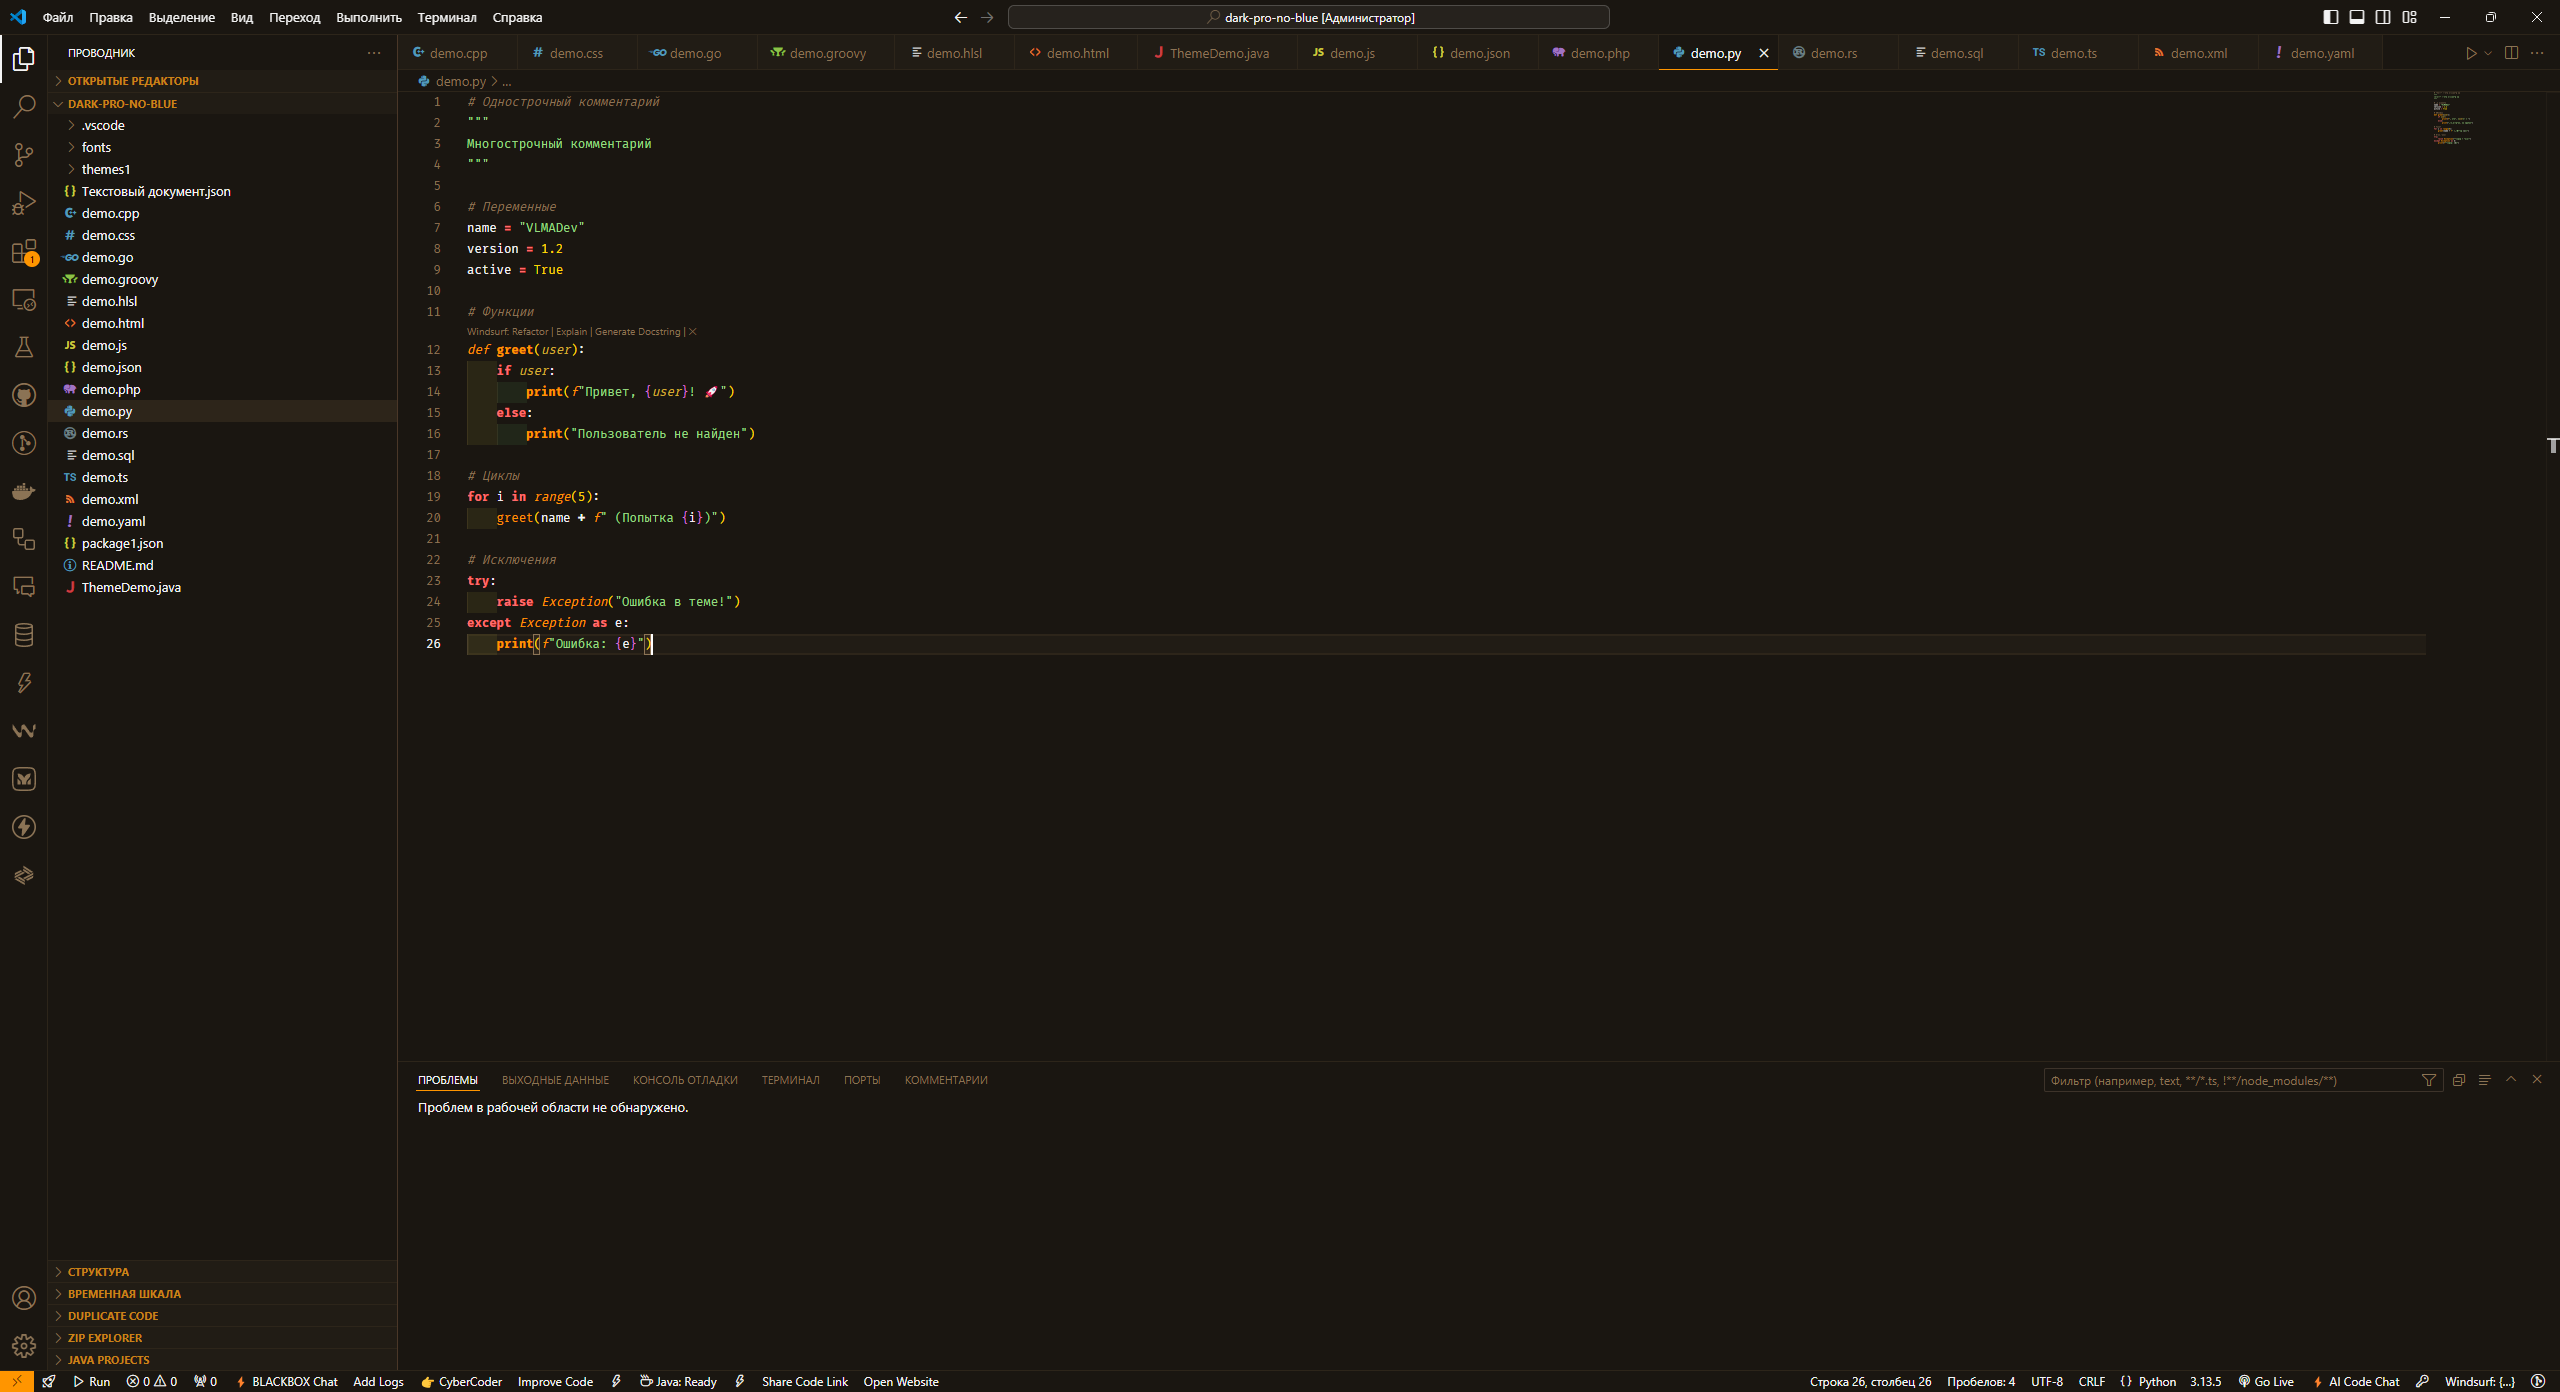 Файл Правка Выделение Вид Переход Выполнить Терминал Справка
dark-pro-no-blue [Администратор]
ПРОВОДНИК
ОТКРЫТЫЕ РЕДАКТОРЫ
DARK-PRO-NO-BLUE
.vscode
fonts
themes1
Текстовый документ.json
demo.cpp
demo.css
demo.go
demo.groovy
demo.hlsl
demo.html
demo.js
demo.json
demo.php
demo.py
demo.rs
demo.sql
demo.ts
demo.xml
demo.yaml
package1.json
README.md
ThemeDemo.java
СТРУКТУРА
ВРЕМЕННАЯ ШКАЛА
DUPLICATE CODE
ZIP EXPLORER
JAVA PROJECTS
demo.cpp demo.css demo.go demo.groovy demo.hlsl demo.html ThemeDemo.java demo.js demo.json demo.php demo.py demo.rs demo.sql demo.ts demo.xml demo.yaml
demo.py > ...
1 # Однострочный комментарий
2 """
3 Многострочный комментарий
4 """
5
6 # Переменные
7 name = "VLMADev"
8 version = 1.2
9 active = True
10
11 # Функции
Windsurf: Refactor | Explain | Generate Docstring | ×
12 def greet(user):
13 if user:
14 print(f"Привет, {user}! 🚀")
15 else:
16 print("Пользователь не найден")
17
18 # Циклы
19 for i in range(5):
20 greet(name + f" (Попытка {i})")
21
22 # Исключения
23 try:
24 raise Exception("Ошибка в теме!")
25 except Exception as e:
26 print(f"Ошибка: {e}")
ПРОБЛЕМЫ ВЫХОДНЫЕ ДАННЫЕ КОНСОЛЬ ОТЛАДКИ ТЕРМИНАЛ ПОРТЫ КОММЕНТАРИИ
Фильтр (например, text, **/*.ts, !**/node_modules/**)
Проблем в рабочей области не обнаружено.
Run 0 0 0 BLACKBOX Chat Add Logs 👉 CyberCoder Improve Code Java: Ready Share Code Link Open Website Строка 26, столбец 26 Пробелов: 4 UTF-8 CRLF {} Python 3.13.5 Go Live AI Code Chat Windsurf: {...}